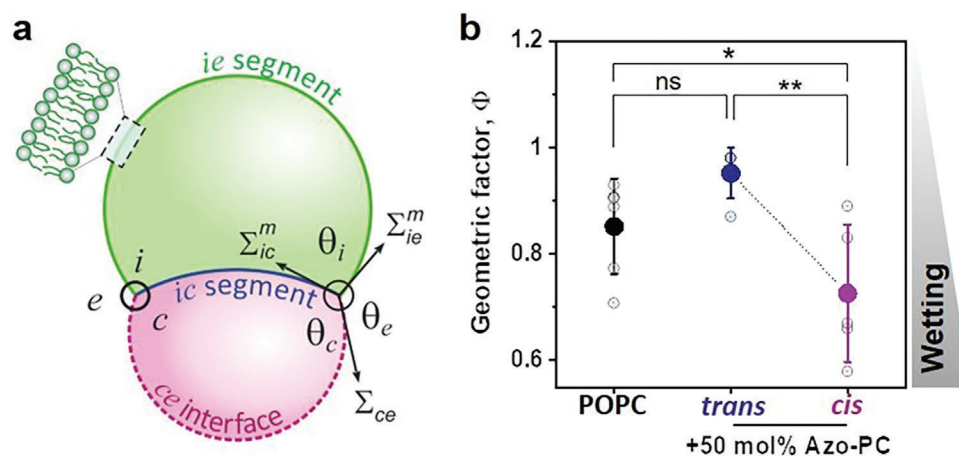 a
ie segment
i
e
c
ic segment
Σ^m_ic
θ_i
Σ^m_ie
θ_c
θ_e
Σ_ce
ce interface
b
Geometric factor, Φ
1.2
1
0.8
0.6
*
ns
**
POPC
trans
cis
+50 mol% Azo-PC
Wetting